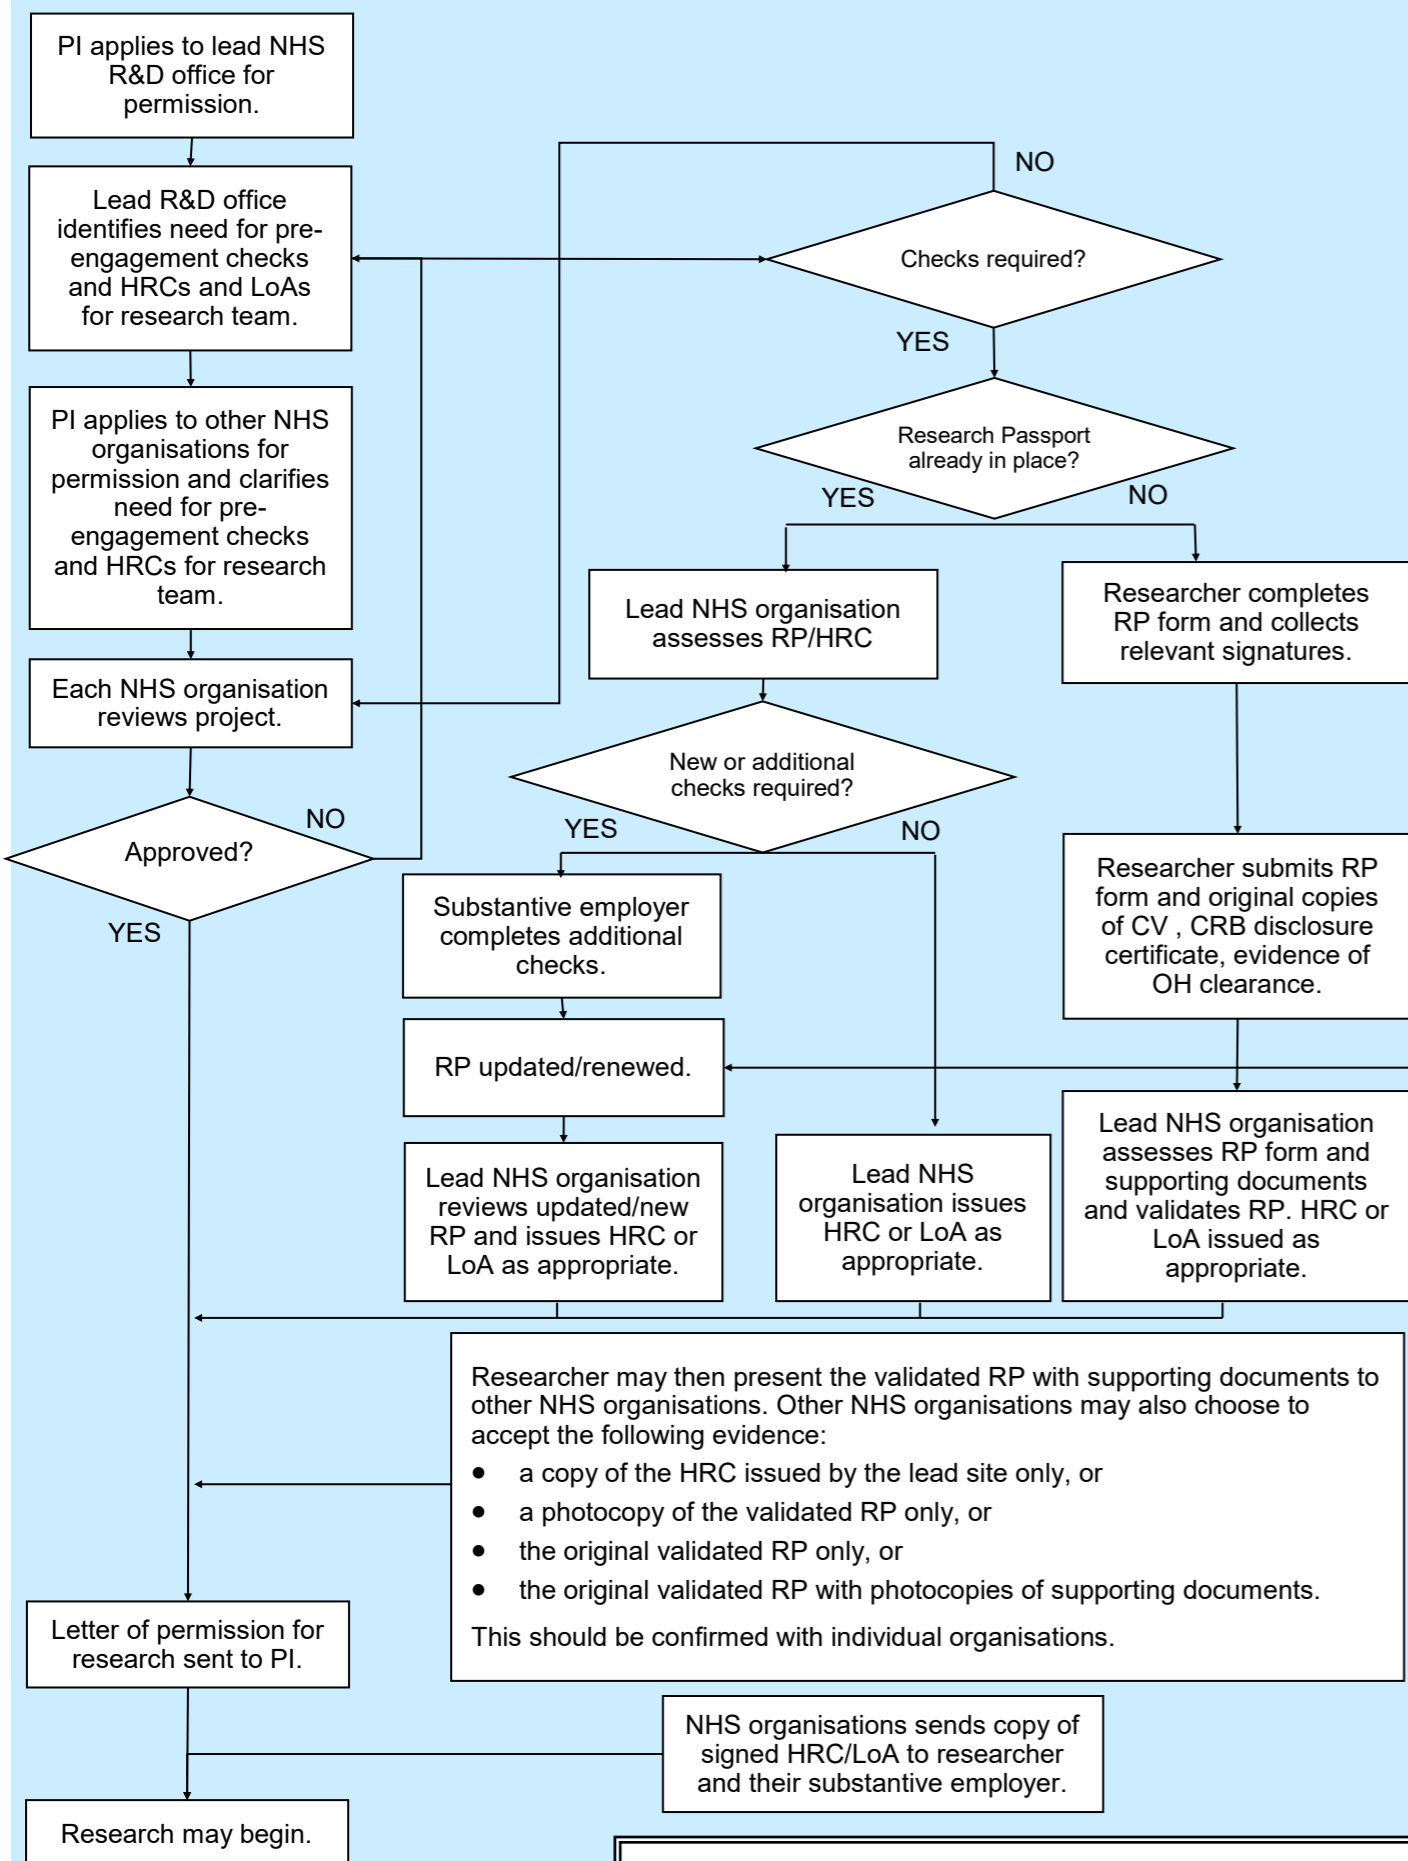 PI applies to lead NHS
R&D office for
permission.
Lead R&D office
identifies need for pre-
engagement checks
and HRCs and LoAs
for research team.
PI applies to other NHS
organisations for
permission and clarifies
need for pre-
engagement checks
and HRCs for research
team.
Each NHS organisation
reviews project.
Approved?
NO
YES
NO
Checks required?
YES
Research Passport
already in place?
YES
NO
Lead NHS organisation
assesses RP/HRC
Researcher completes
RP form and collects
relevant signatures.
New or additional
checks required?
YES
NO
Substantive employer
completes additional
checks.
Researcher submits RP
form and original copies
of CV , CRB disclosure
certificate, evidence of
OH clearance.
RP updated/renewed.
Lead NHS organisation
reviews updated/new
RP and issues HRC or
LoA as appropriate.
Lead NHS
organisation issues
HRC or LoA as
appropriate.
Lead NHS organisation
assesses RP form and
supporting documents
and validates RP. HRC or
LoA issued as
appropriate.
Researcher may then present the validated RP with supporting documents to
other NHS organisations. Other NHS organisations may also choose to
accept the following evidence:
• a copy of the HRC issued by the lead site only, or
• a photocopy of the validated RP only, or
• the original validated RP only, or
• the original validated RP with photocopies of supporting documents.
This should be confirmed with individual organisations.
Letter of permission for
research sent to PI.
NHS organisations sends copy of
signed HRC/LoA to researcher
and their substantive employer.
Research may begin.